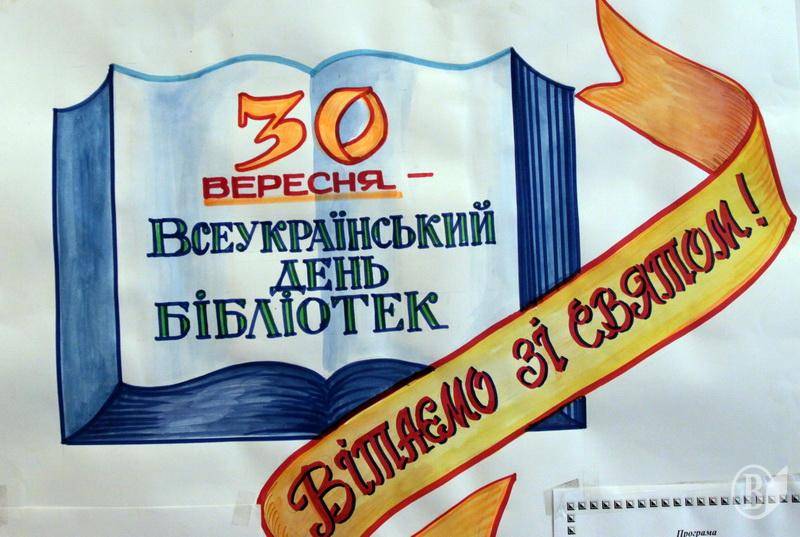 30
ВЕРЕСНЯ –
ВСЕУКРАЇНСЬКИЙ
ДЕНЬ
БІБЛІОТЕК
ВІТАЄМО ЗІ СВЯТОМ!
Програма
В